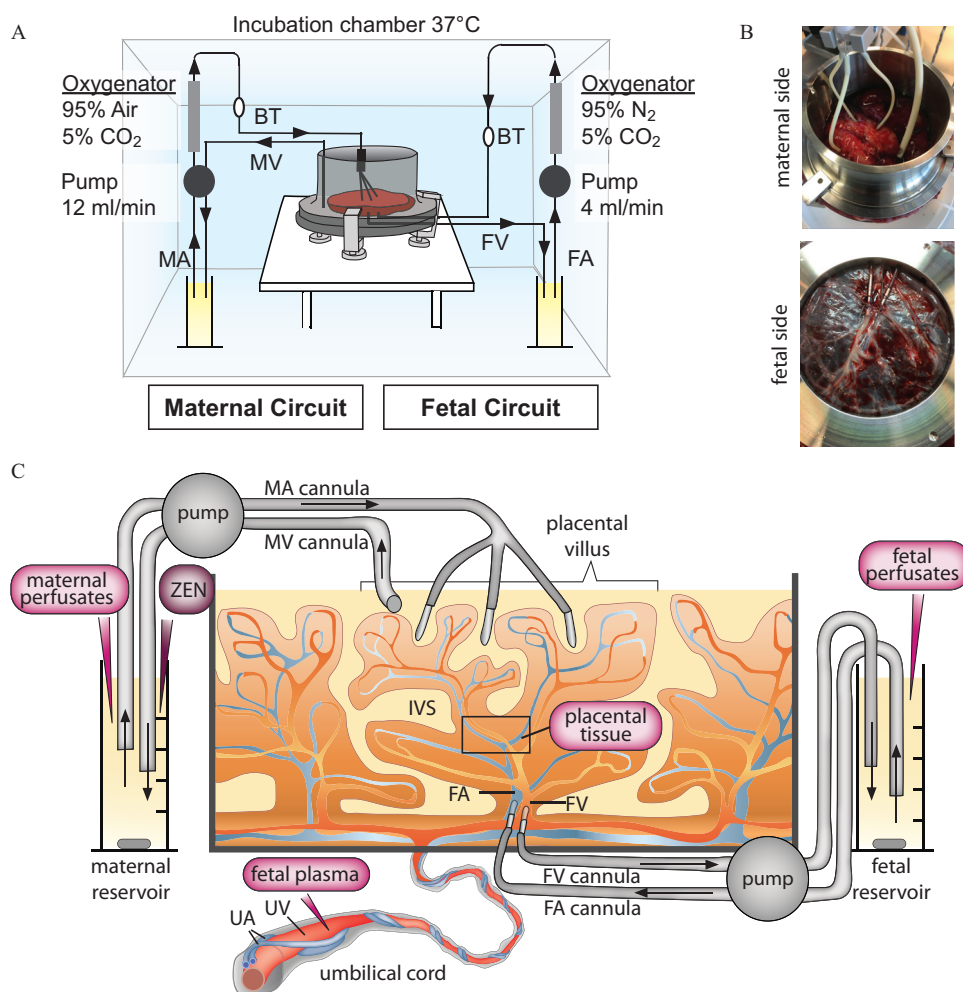 A
Incubation chamber 37°C
Oxygenator
95% Air
5% CO₂
Pump
12 ml/min
BT
MV
MA
Oxygenator
95% N₂
5% CO₂
Pump
4 ml/min
BT
FV
FA
Maternal Circuit
Fetal Circuit
B
maternal side
fetal side
C
MA cannula
pump
MV cannula
placental
villus
fetal
perfusates
maternal
perfusates
ZEN
IVS
placental
tissue
FA
FV
maternal
reservoir
FV cannula
FA cannula
pump
fetal
reservoir
fetal plasma
UV
UA
umbilical cord